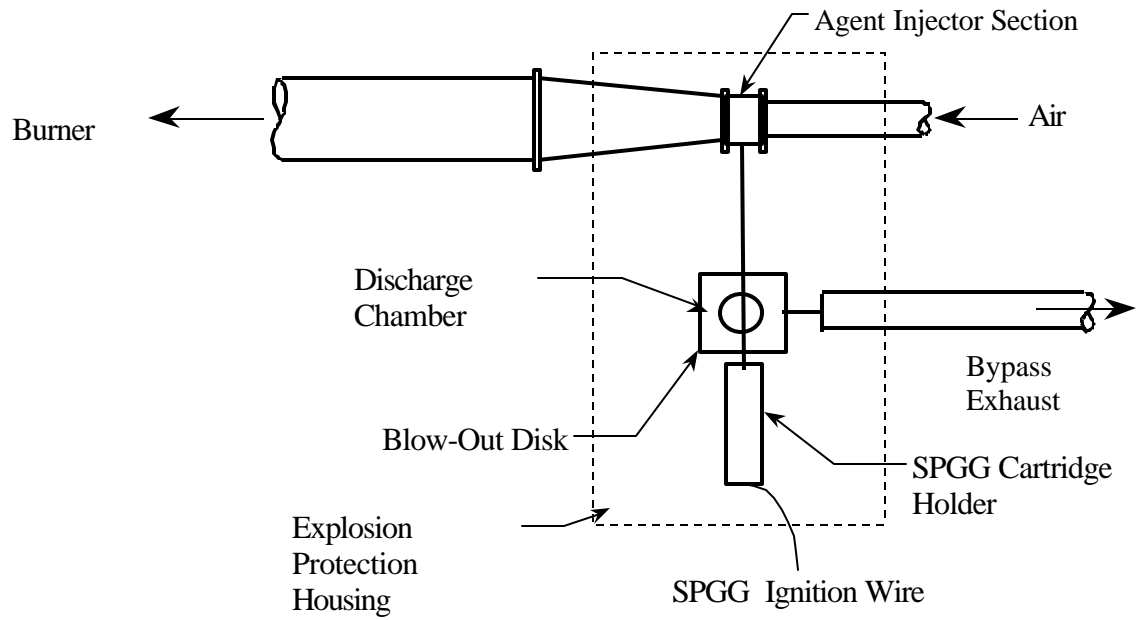 Agent Injector Section
Burner
Air
Discharge
Chamber
Bypass
Exhaust
Blow-Out Disk
SPGG Cartridge
Holder
Explosion
Protection
Housing
SPGG Ignition Wire